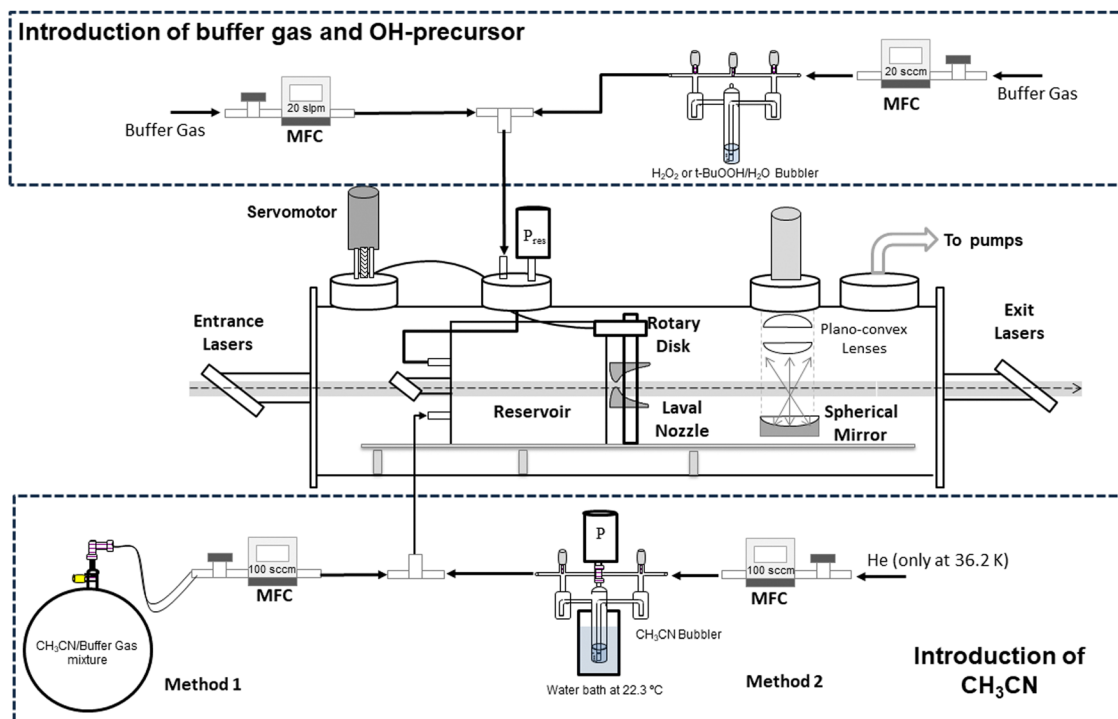 Introduction of buffer gas and OH-precursor
20 slpm
MFC
Buffer Gas
20 sccm
MFC
Buffer Gas
H₂O₂ or t-BuOOH/H₂O Bubbler
Servomotor
Pres
To pumps
Entrance
Lasers
Rotary
Disk
Plano-convex
Lenses
Exit
Lasers
Reservoir
Laval
Nozzle
Spherical
Mirror
CH₃CN/Buffer Gas
mixture
100 sccm
MFC
Method 1
P
CH₃CN Bubbler
Water bath at 22.3 ºC
100 sccm
MFC
Method 2
He (only at 36.2 K)
Introduction of
CH₃CN